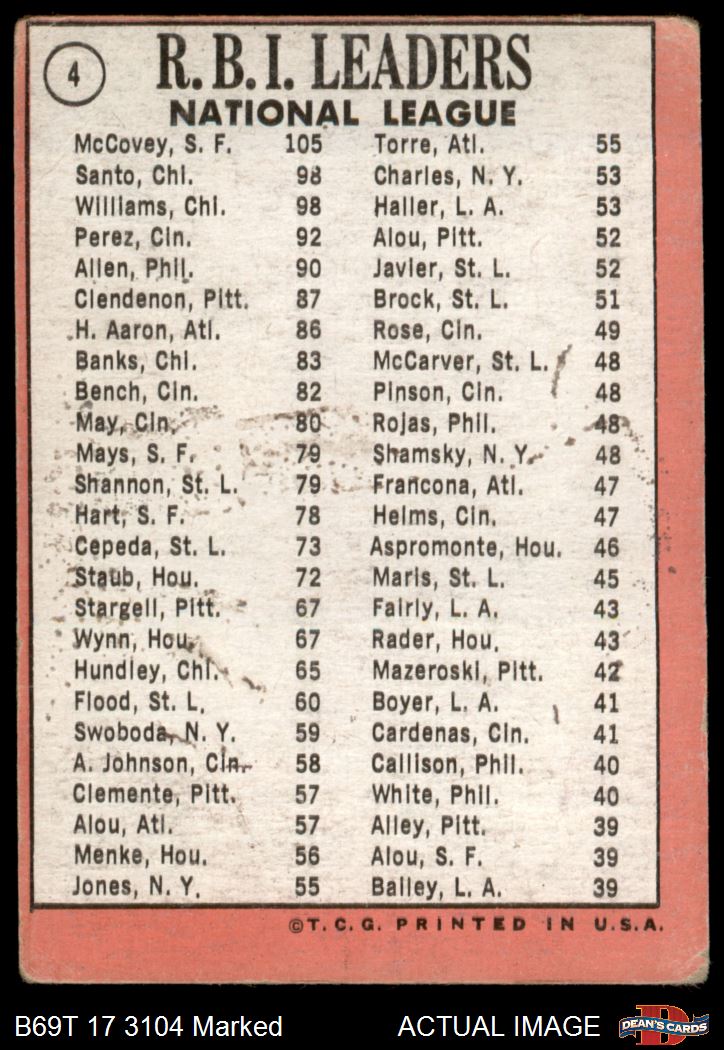 4
R.B.I. LEADERS
NATIONAL LEAGUE
McCovey, S. F. 105
Santo, Chi. 98
Williams, Chi. 98
Perez, Cin. 92
Allen, Phil. 90
Clendenon, Pitt. 87
H. Aaron, Atl. 86
Banks, Chi. 83
Bench, Cin. 82
May, Cin. 80
Mays, S. F. 79
Shannon, St. L. 79
Hart, S. F. 78
Cepeda, St. L. 73
Staub, Hou. 72
Stargell, Pitt. 67
Wynn, Hou. 67
Hundley, Chi. 65
Flood, St. L. 60
Swoboda, N. Y. 59
A. Johnson, Cin. 58
Clemente, Pitt. 57
Alou, Atl. 57
Menke, Hou. 56
Jones, N. Y. 55
Torre, Atl. 55
Charles, N. Y. 53
Haller, L. A. 53
Alou, Pitt. 52
Javier, St. L. 52
Brock, St. L. 51
Rose, Cin. 49
McCarver, St. L. 48
Pinson, Cin. 48
Rojas, Phil. 48
Shamsky, N. Y. 48
Francona, Atl. 47
Helms, Cin. 47
Aspromonte, Hou. 46
Maris, St. L. 45
Fairly, L. A. 43
Rader, Hou. 43
Mazeroski, Pitt. 42
Boyer, L. A. 41
Cardenas, Cin. 41
Callison, Phil. 40
White, Phil. 40
Alley, Pitt. 39
Alou, S. F. 39
Bailey, L. A. 39
©T. C. G. PRINTED IN U.S.A.
B69T 17 3104 Marked
ACTUAL IMAGE
D
DEAN'S CARDS